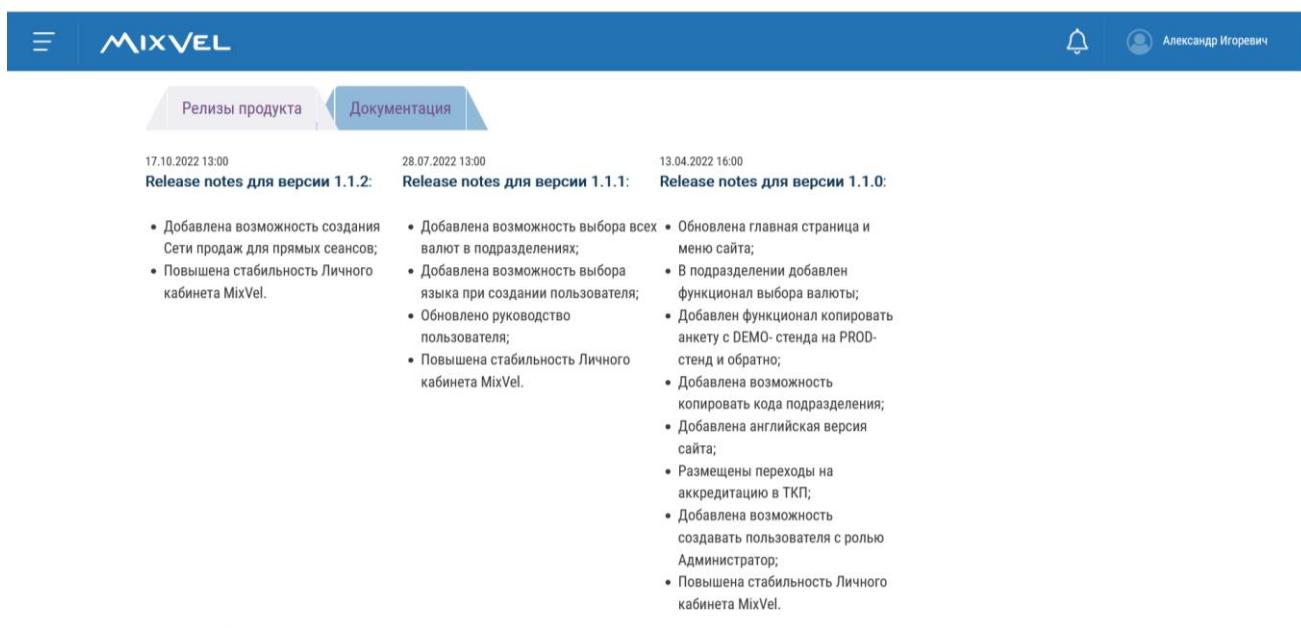 MIXVEL
Александр Игоревич
Релизы продукта
Документация
17.10.2022 13:00
Release notes для версии 1.1.2:
• Добавлена возможность создания
Сети продаж для прямых сеансов;
• Повышена стабильность Личного
кабинета MixVel.
28.07.2022 13:00
Release notes для версии 1.1.1:
• Добавлена возможность выбора всех
валют в подразделениях;
• Добавлена возможность выбора
языка при создании пользователя;
• Обновлено руководство
пользователя;
• Повышена стабильность Личного
кабинета MixVel.
13.04.2022 16:00
Release notes для версии 1.1.0:
• Обновлена главная страница и
меню сайта;
• В подразделении добавлен
функционал выбора валюты;
• Добавлен функционал копировать
анкету с DEMO- стенда на PROD-
стенд и обратно;
• Добавлена возможность
копировать кода подразделения;
• Добавлена английская версия
сайта;
• Размещены переходы на
аккредитацию в ТКП;
• Добавлена возможность
создавать пользователя с ролью
Администратор;
• Повышена стабильность Личного
кабинета MixVel.